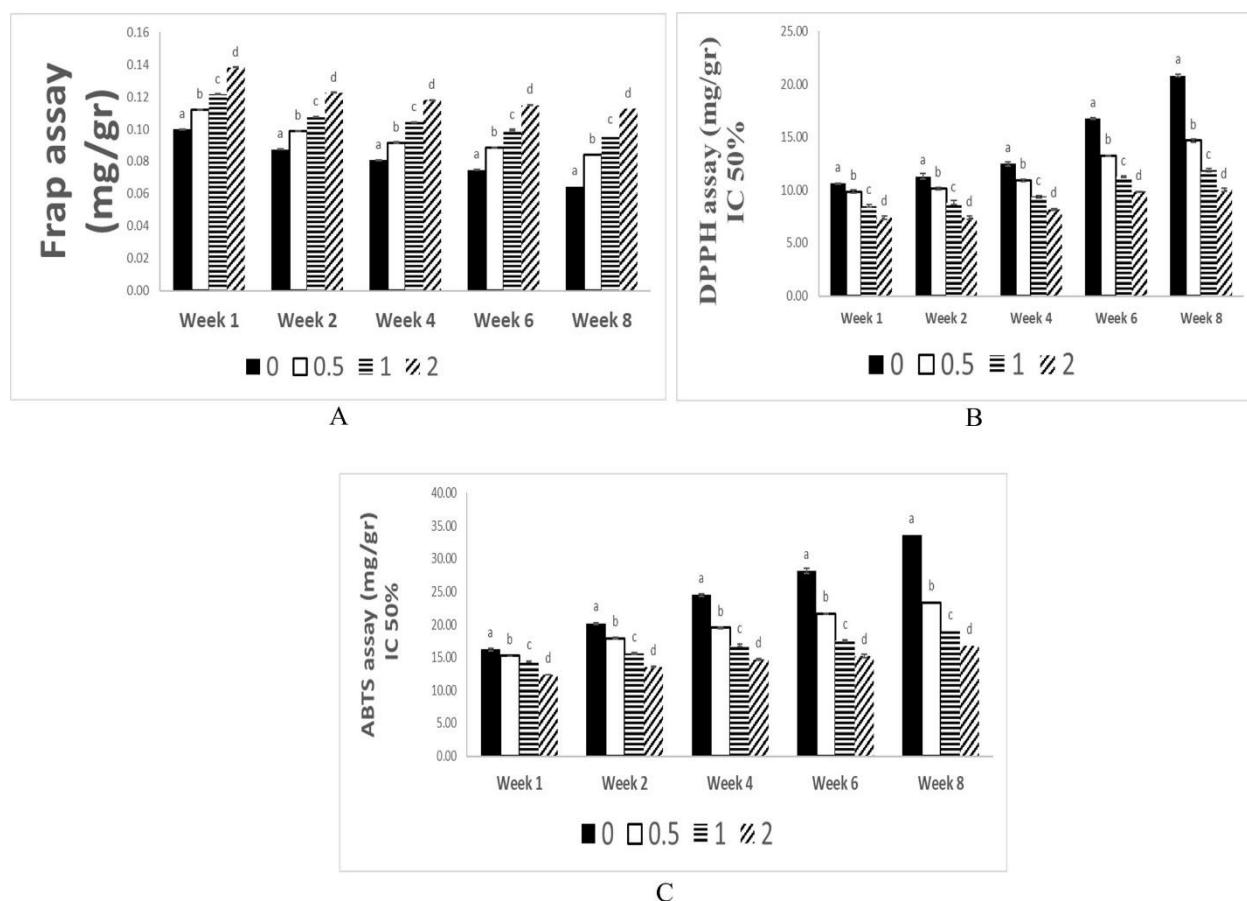 Frap assay
(mg/gr)
0.16
0.14
0.12
0.10
0.08
0.06
0.04
0.02
0.00
a b c d
a b c d
a b c d
a b c d
a b c d
Week 1 Week 2 Week 4 Week 6 Week 8
0 0.5 1 2
A
DPPH assay (mg/gr)
IC 50%
25.00
20.00
15.00
10.00
5.00
0.00
a b c d
a b c d
a b c d
a b c d
a b c d
Week 1 Week 2 Week 4 Week 6 Week 8
0 0.5 1 2
B
ABTS assay (mg/gr)
IC 50%
40.00
35.00
30.00
25.00
20.00
15.00
10.00
5.00
0.00
a b c d
a b c d
a b c d
a b c d
a b c d
Week 1 Week 2 Week 4 Week 6 Week 8
0 0.5 1 2
C